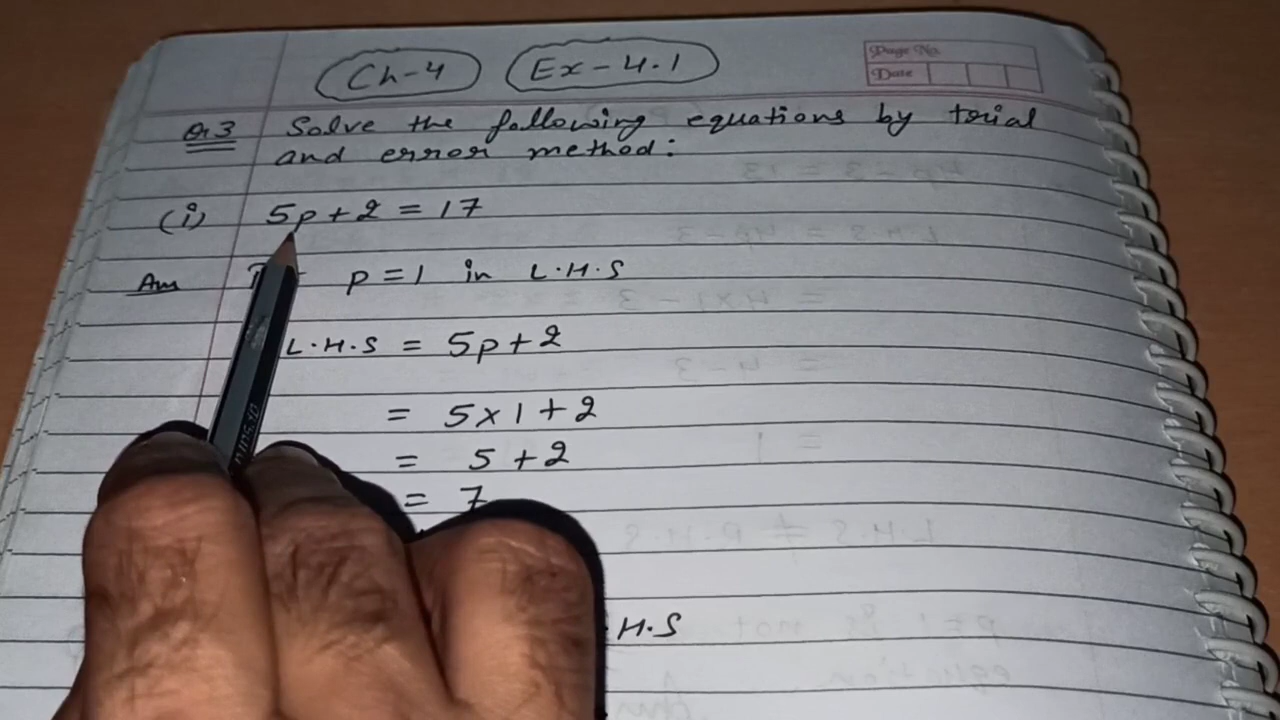 Ch-4 Ex-4.1
Page No.
Date
Q.3 Solve the following equations by trial
and error method:
(i) 5p+2 = 17
Ans p = 1 in L.H.S
L.H.S = 5p+2
= 5×1+2
= 5+2
= 7
H.S